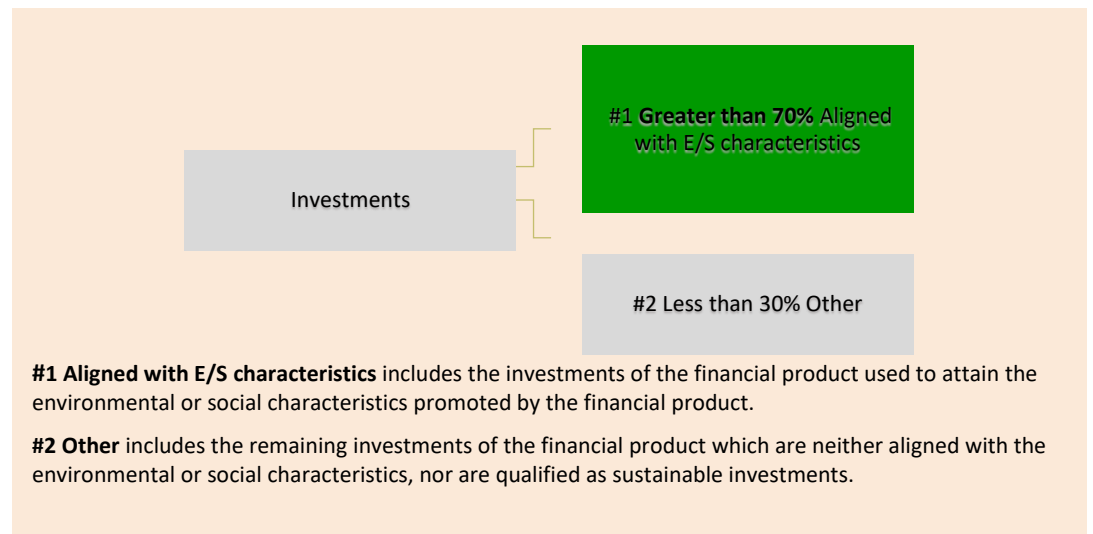 #1 Greater than 70% Aligned
with E/S characteristics
Investments
#2 Less than 30% Other
#1 Aligned with E/S characteristics includes the investments of the financial product used to attain the
environmental or social characteristics promoted by the financial product.
#2 Other includes the remaining investments of the financial product which are neither aligned with the
environmental or social characteristics, nor are qualified as sustainable investments.